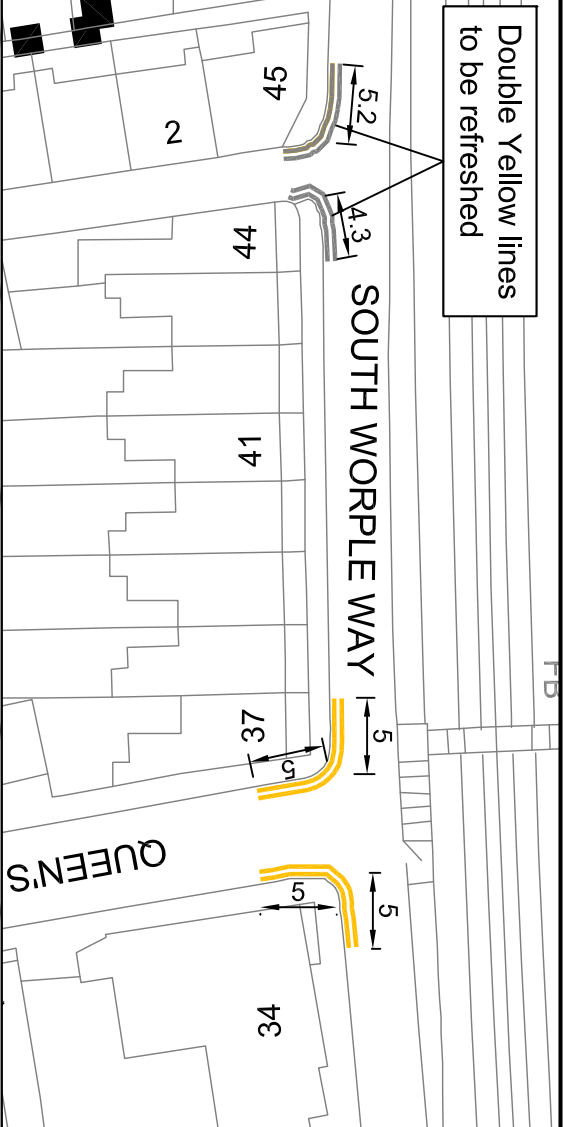 Double Yellow lines
to be refreshed
45
5.2
2
4.3
44
SOUTH WORPLE WAY
41
FB
37
5
5
QUEEN'S
5
5
34